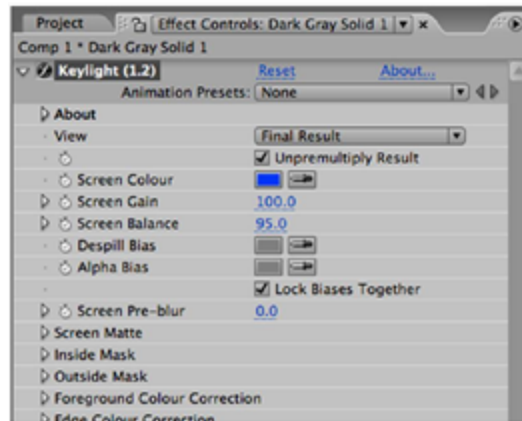 Project Effect Controls: Dark Gray Solid 1
Comp 1 * Dark Gray Solid 1
Keylight (1.2) Reset About...
Animation Presets: None
About
View Final Result
Unpremultiply Result
Screen Colour
Screen Gain 100.0
Screen Balance 95.0
Despill Bias
Alpha Bias
Lock Biases Together
Screen Pre-blur 0.0
Screen Matte
Inside Mask
Outside Mask
Foreground Colour Correction
Edge Colour Correction